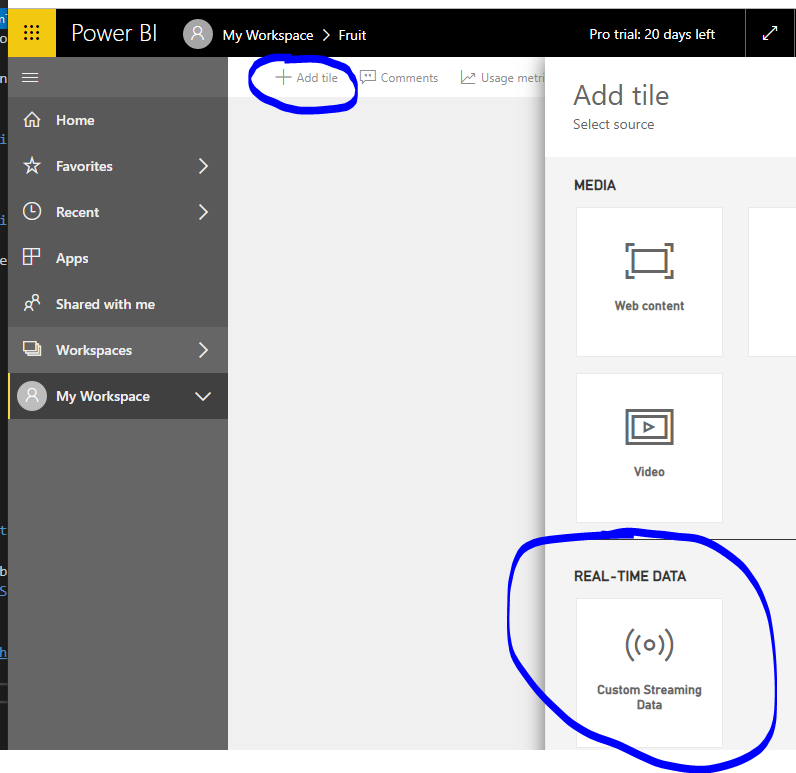 Power BI
My Workspace > Fruit
Pro trial: 20 days left
Add tile
Comments
Usage metri
Home
Favorites
Recent
Apps
Shared with me
Workspaces
My Workspace
Add tile
Select source
MEDIA
Web content
Video
REAL-TIME DATA
Custom Streaming
Data